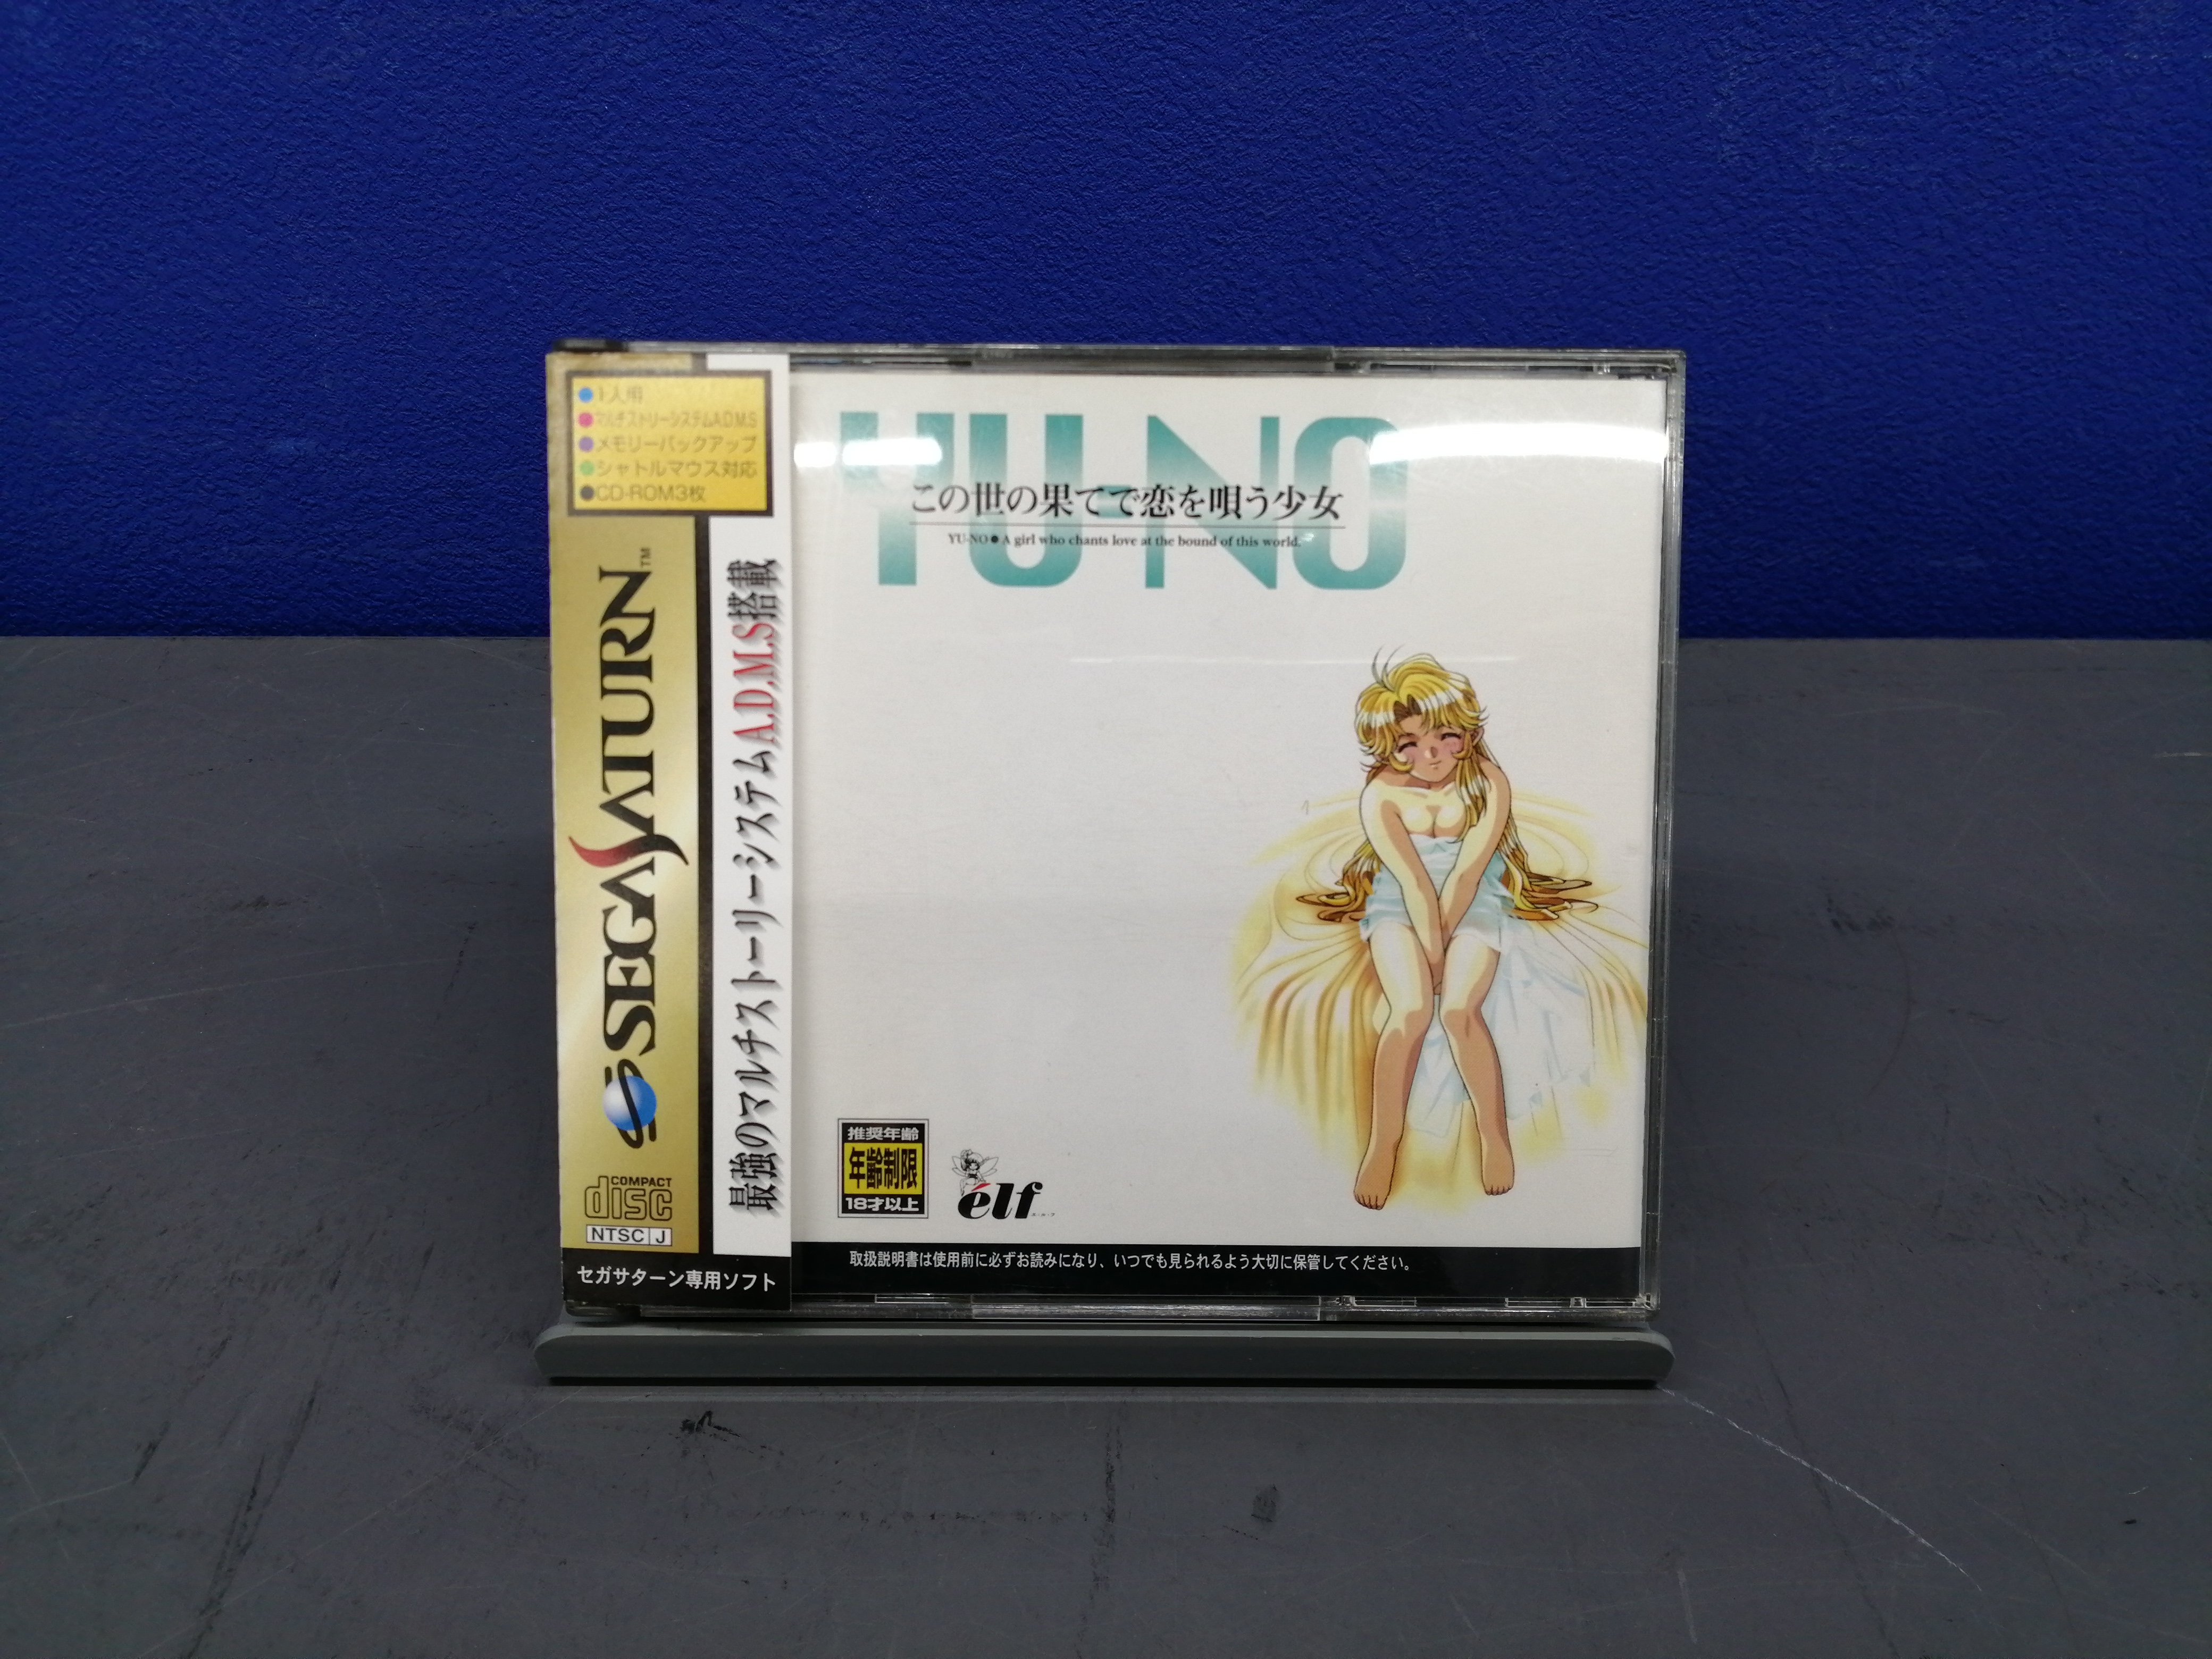 ●1人用
●マルチストーリーシステムA.D.M.S
●メモリーバックアップ
●シャトルマウス対応
●CD-ROM3枚
SEGA SATURN™
最強のマルチストーリーシステムA.D.M.S搭載
COMPACT
disc
NTSC J
セガサターン専用ソフト
YU-NO
この世の果てで恋を唄う少女
YU-NO●A girl who chants love at the bound of this world.
推奨年齢
年齢制限
18才以上
élf
取扱説明書は使用前に必ずお読みになり、いつでも見られるよう大切に保管してください。